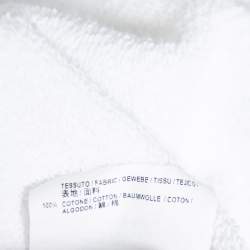 TESSUTO / FABRIC - GEWEBE / TISSU / TEJIDO /
表地 / 面料
100% COTONE / COTTON / BAUMWOLLE / COTON /
ALGODON / 綿 / 棉